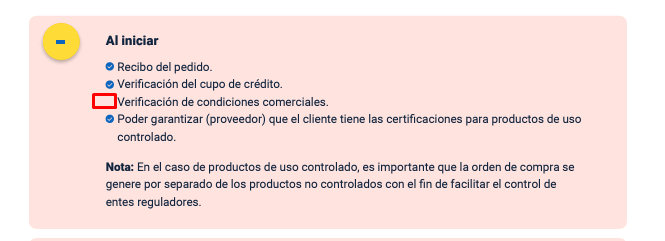 Al iniciar
Recibo del pedido.
Verificación del cupo de crédito.
Verificación de condiciones comerciales.
Poder garantizar (proveedor) que el cliente tiene las certificaciones para productos de uso
controlado.
Nota: En el caso de productos de uso controlado, es importante que la orden de compra se
genere por separado de los productos no controlados con el fin de facilitar el control de
entes reguladores.